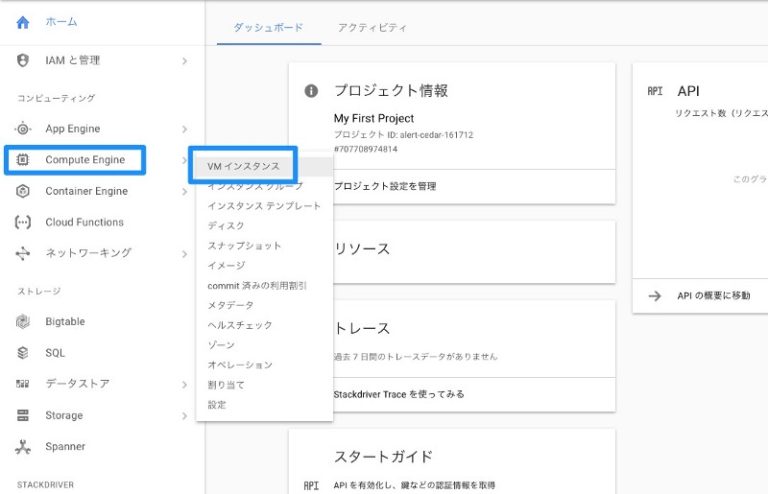 ホーム
IAM と管理
コンピューティング
App Engine
Compute Engine
Container Engine
Cloud Functions
ネットワーキング
ストレージ
Bigtable
SQL
データストア
Storage
Spanner
STACKDRIVER
VM インスタンス
インスタンス グループ
インスタンス テンプレート
ディスク
スナップショット
イメージ
commit 済みの利用割引
メタデータ
ヘルスチェック
ゾーン
オペレーション
割り当て
設定
ダッシュボード
アクティビティ
プロジェクト情報
My First Project
プロジェクト ID: alert-cedar-161712
#707708974814
プロジェクト設定を管理
リソース
トレース
過去 7 日間のトレースデータがありません
Stackdriver Trace を使ってみる
スタートガイド
API
API を有効化し、鍵などの認証情報を取得
API
API
リクエスト数（リクエス
このグラ
API の概要に移動